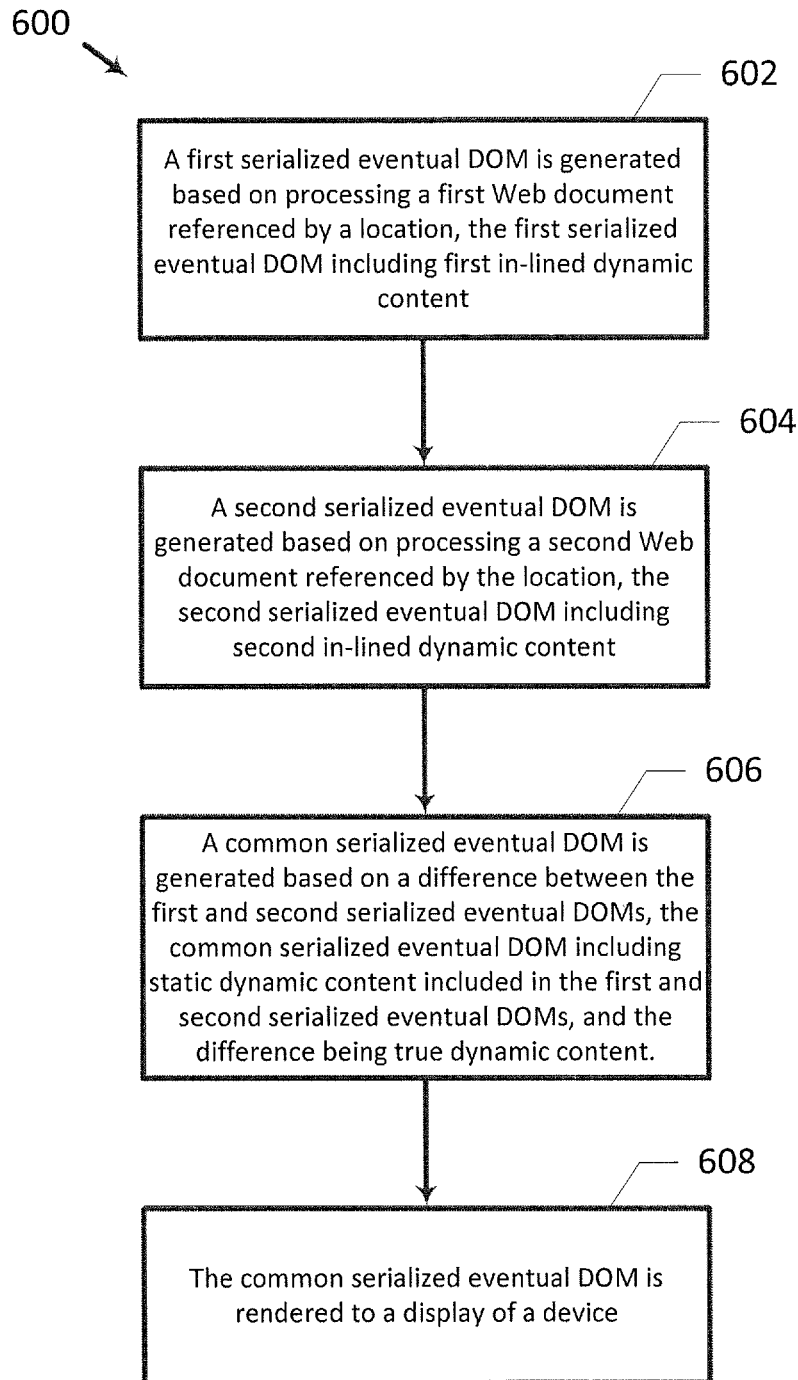 600
602
A first serialized eventual DOM is generated
based on processing a first Web document
referenced by a location, the first serialized
eventual DOM including first in-lined dynamic
content
604
A second serialized eventual DOM is
generated based on processing a second Web
document referenced by the location, the
second serialized eventual DOM including
second in-lined dynamic content
606
A common serialized eventual DOM is
generated based on a difference between the
first and second serialized eventual DOMs, the
common serialized eventual DOM including
static dynamic content included in the first and
second serialized eventual DOMs, and the
difference being true dynamic content.
608
The common serialized eventual DOM is
rendered to a display of a device